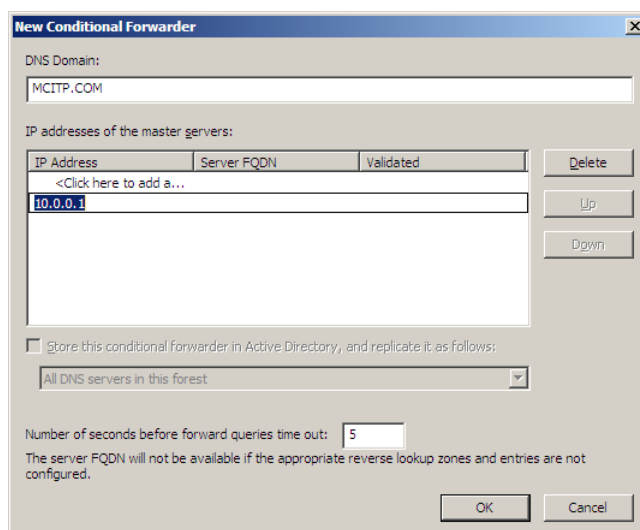 New Conditional Forwarder
DNS Domain:
MCITP.COM
IP addresses of the master servers:
IP Address Server FQDN Validated
<Click here to add a...
10.0.0.1
Delete
Up
Down
Store this conditional forwarder in Active Directory, and replicate it as follows:
All DNS servers in this forest
Number of seconds before forward queries time out: 5
The server FQDN will not be available if the appropriate reverse lookup zones and entries are not
configured.
OK Cancel